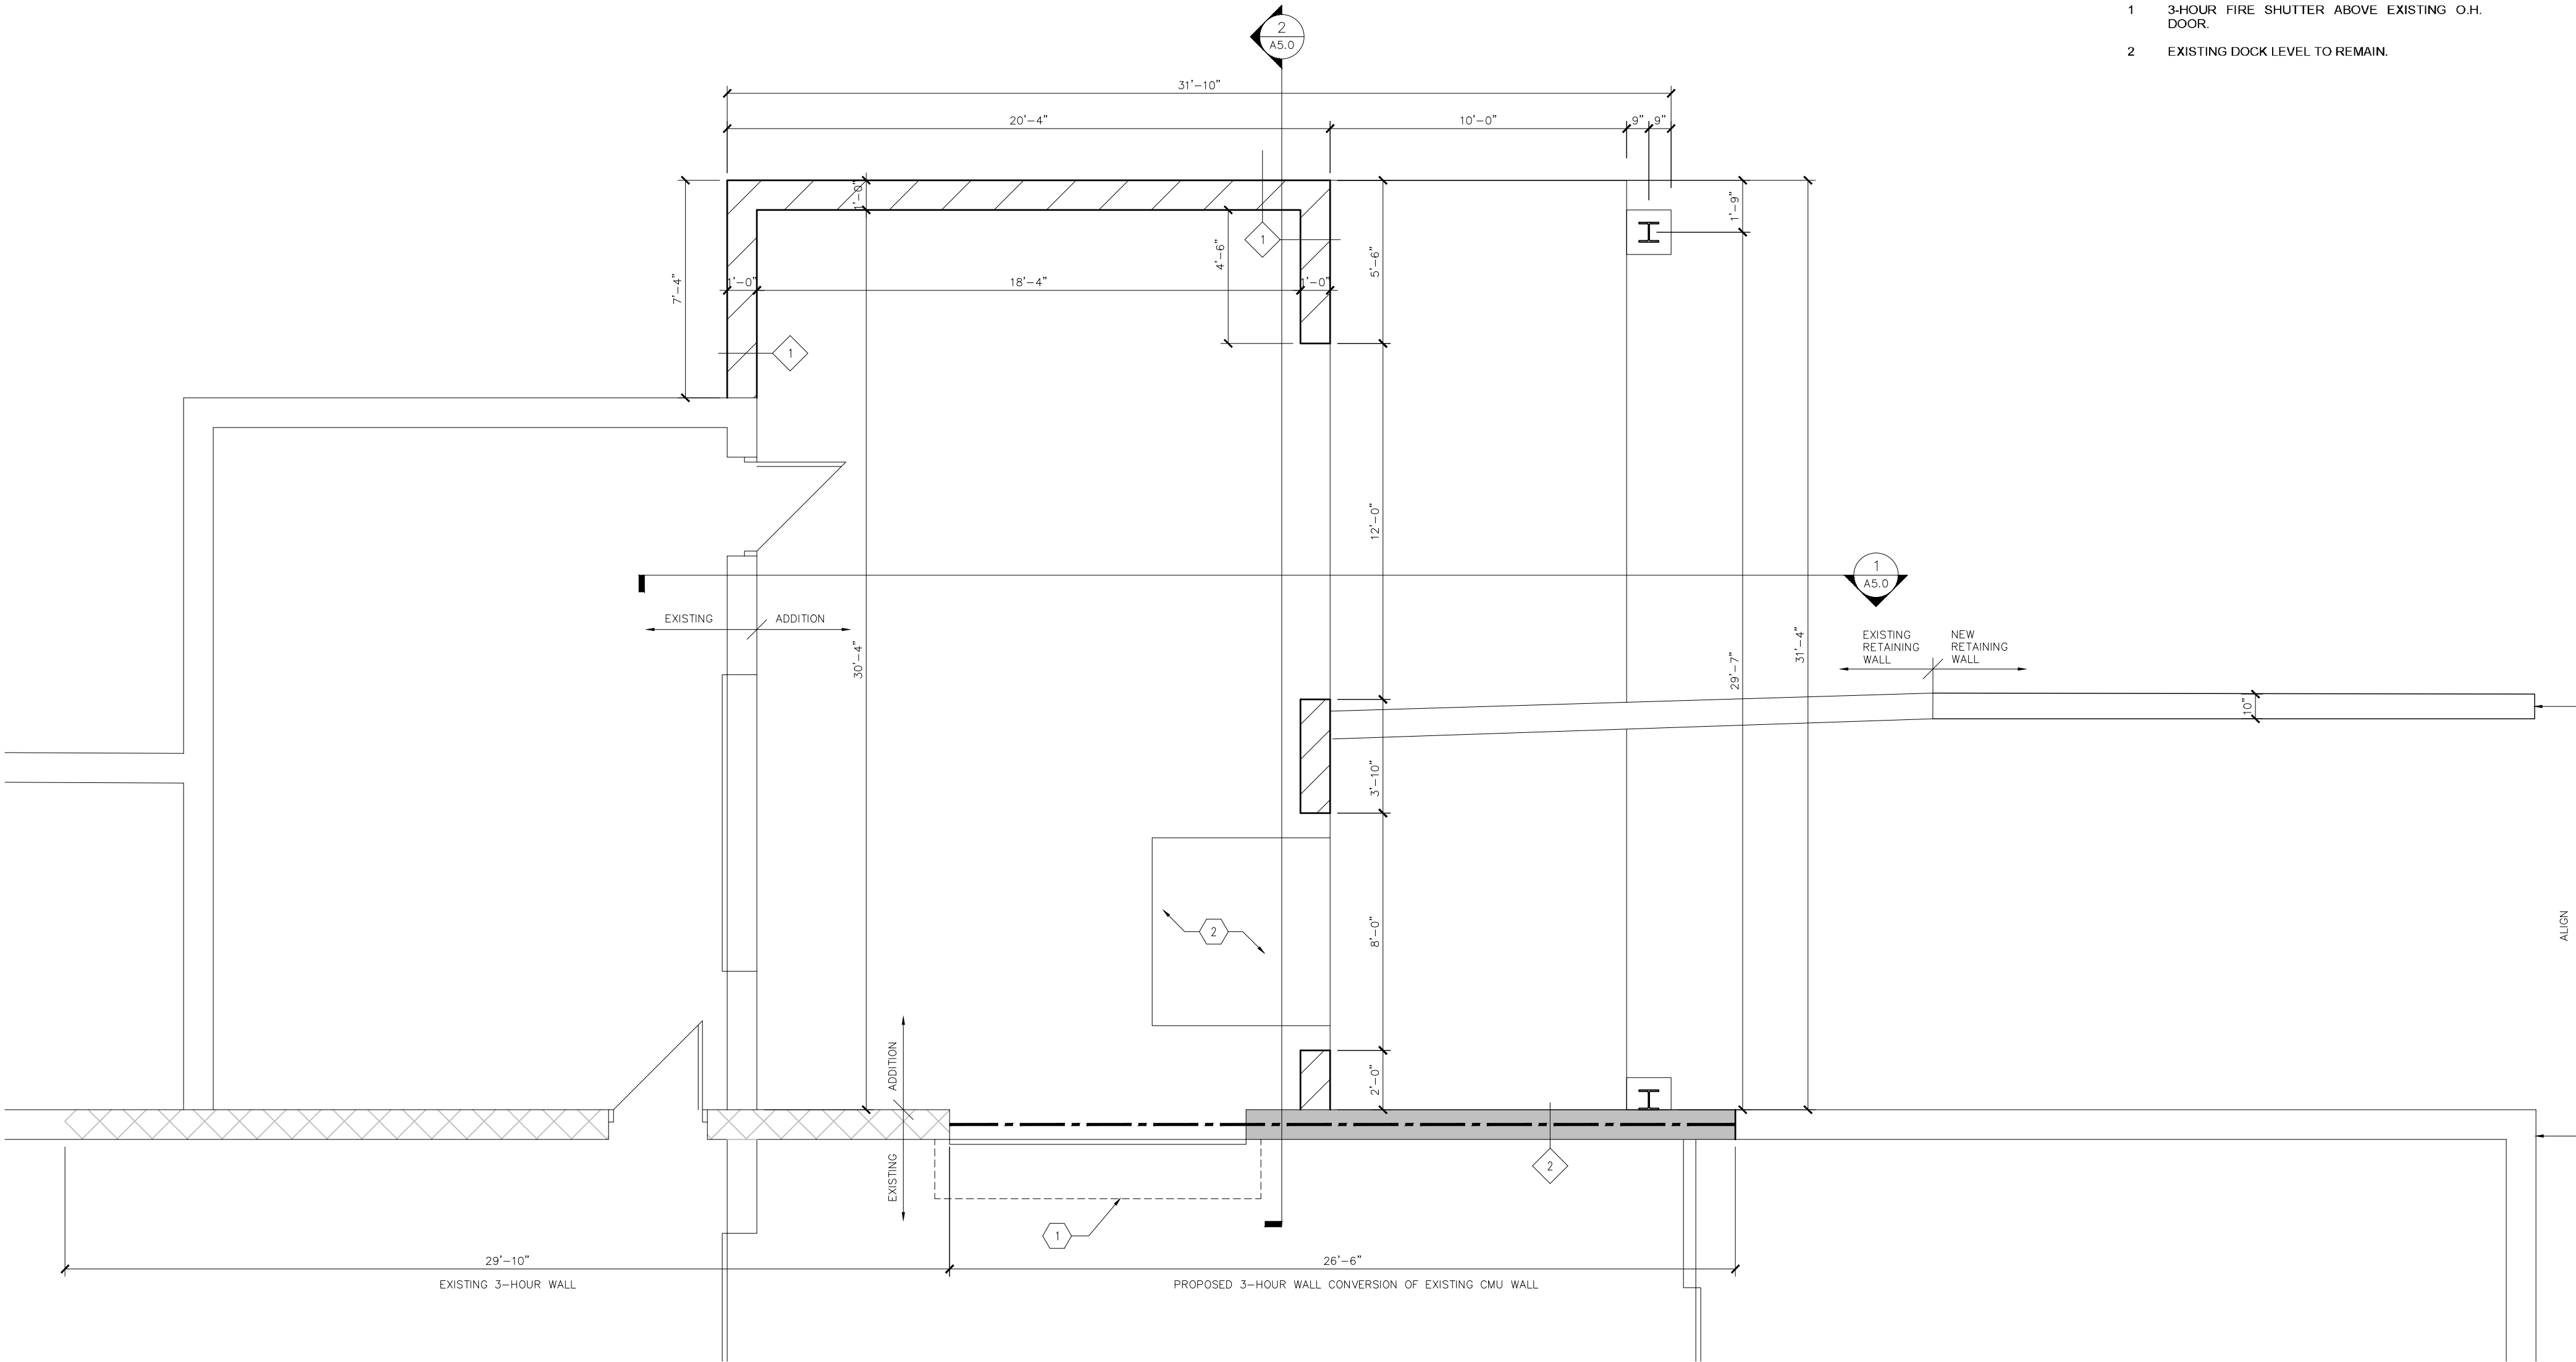 1 3-HOUR FIRE SHUTTER ABOVE EXISTING O.H.
DOOR.
2 EXISTING DOCK LEVEL TO REMAIN.
2
A5.0
31'-10"
20'-4"
10'-0"
9"
9"
1'-0"
1'-9"
1
4'-6"
5'-6"
7'-4"
1'-0"
18'-4"
1'-0"
1
12'-0"
1
A5.0
EXISTING
ADDITION
30'-4"
29'-7"
31'-4"
EXISTING
RETAINING
WALL
NEW
RETAINING
WALL
10"
3'-10"
8'-0"
2
ALIGN
ADDITION
EXISTING
2'-0"
2
1
29'-10"
EXISTING 3-HOUR WALL
26'-6"
PROPOSED 3-HOUR WALL CONVERSION OF EXISTING CMU WALL